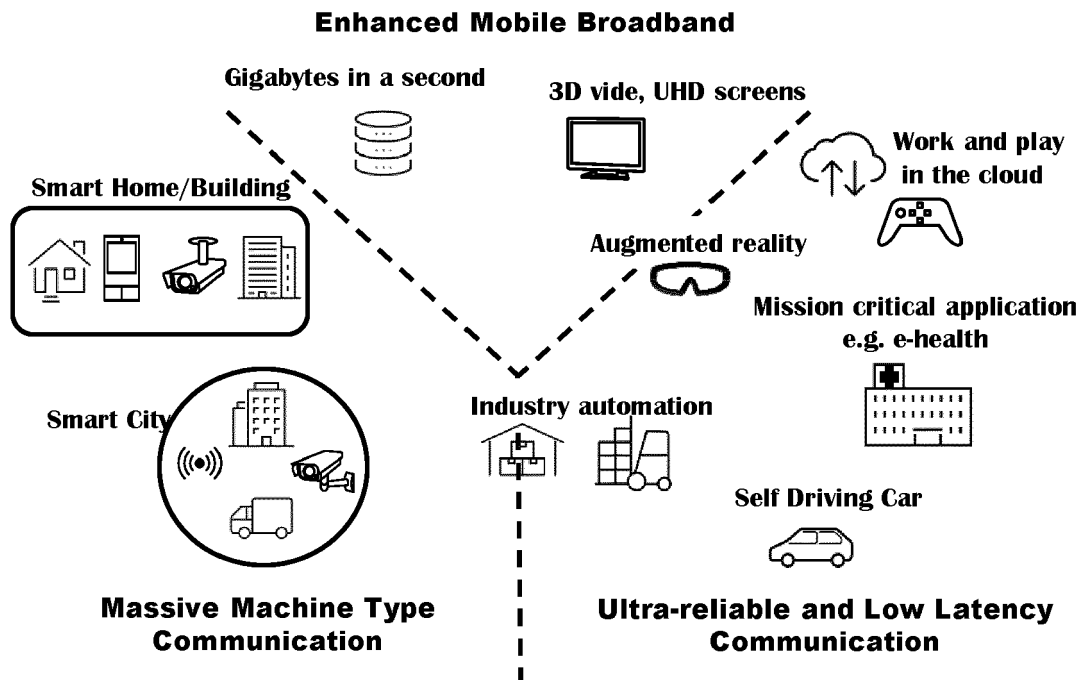 Enhanced Mobile Broadband
Gigabytes in a second
3D vide, UHD screens
Work and play
in the cloud
Smart Home/Building
Augmented reality
Mission critical application
e.g. e-health
Smart City
Industry automation
Self Driving Car
Massive Machine Type
Communication
Ultra-reliable and Low Latency
Communication